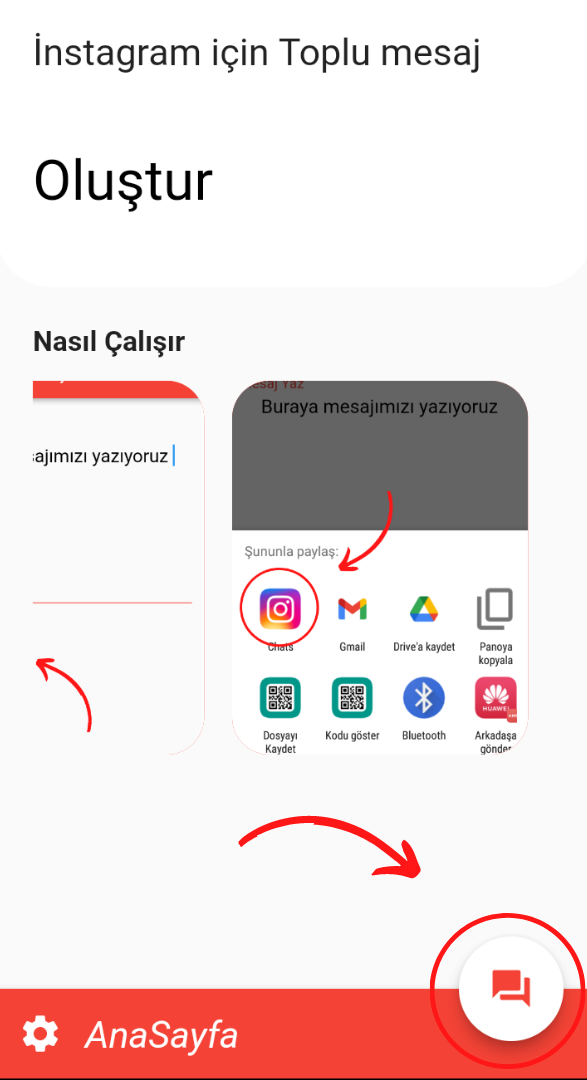 İnstagram için Toplu mesaj
Oluştur
Nasıl Çalışır
ajımızı yazıyoruz
esaj Yaz
Buraya mesajımızı yazıyoruz
Şununla paylaş:
Chats
Gmail
Drive'a kaydet
Panoya
kopyala
HUAWEI
Dosyayı
Kaydet
Kodu göster
Bluetooth
Arkadaşa
gönder
AnaSayfa